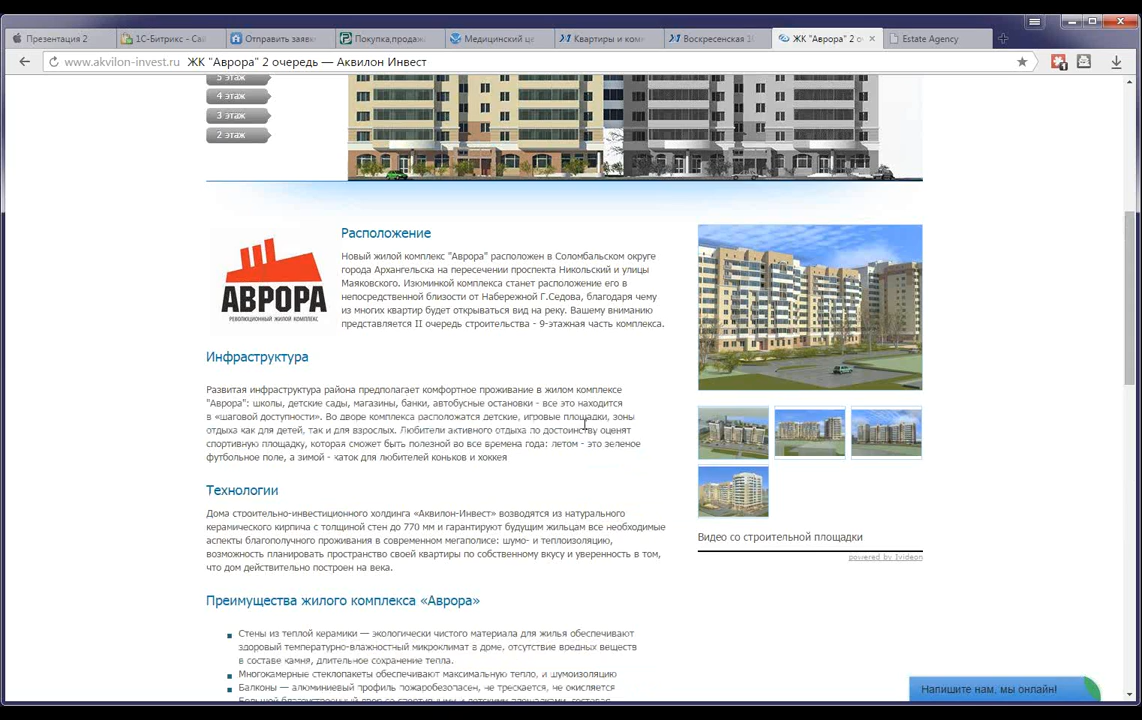 Презентация 2
1С-Битрикс - Сай
Отправить заявк
Покупка,продаж
Медицинский це
Квартиры и комн
Воскресенская 1
ЖК "Аврора" 2 о
Estate Agency
www.akvilon-invest.ru ЖК "Аврора" 2 очередь — Аквилон Инвест
5 этаж
4 этаж
3 этаж
2 этаж
АВРОРА
РЕВОЛЮЦИОННЫЙ ЖИЛОЙ КОМПЛЕКС
Расположение
Новый жилой комплекс "Аврора" расположен в Соломбальском округе
города Архангельска на пересечении проспекта Никольский и улицы
Маяковского. Изюминкой комплекса станет расположение его в
непосредственной близости от Набережной Г.Седова, благодаря чему
из многих квартир будет открываться вид на реку. Вашему вниманию
представляется II очередь строительства - 9-этажная часть комплекса.
Инфраструктура
Развитая инфраструктура района предполагает комфортное проживание в жилом комплексе
"Аврора": школы, детские сады, магазины, банки, автобусные остановки - все это находится
в «шаговой доступности». Во дворе комплекса расположатся детские, игровые площадки, зоны
отдыха как для детей, так и для взрослых. Любители активного отдыха по достоинству оценят
спортивную площадку, которая сможет быть полезной во все времена года: летом - это зеленое
футбольное поле, а зимой - каток для любителей коньков и хоккея
Технологии
Дома строительно-инвестиционного холдинга «Аквилон-Инвест» возводятся из натурального
керамического кирпича с толщиной стен до 770 мм и гарантируют будущим жильцам все необходимые
аспекты благополучного проживания в современном мегаполисе: шумо- и теплоизоляцию,
возможность планировать пространство своей квартиры по собственному вкусу и уверенность в том,
что дом действительно построен на века.
Преимущества жилого комплекса «Аврора»
Стены из теплой керамики — экологически чистого материала для жилья обеспечивают
здоровый температурно-влажностный микроклимат в доме, отсутствие вредных веществ
в составе камня, длительное сохранение тепла.
Многокамерные стеклопакеты обеспечивают максимальную тепло, и шумоизоляцию
Балконы — алюминиевый профиль пожаробезопасен, не трескается, не окисляется
Видео со строительной площадки
powered by Ivideon
Напишите нам, мы онлайн!